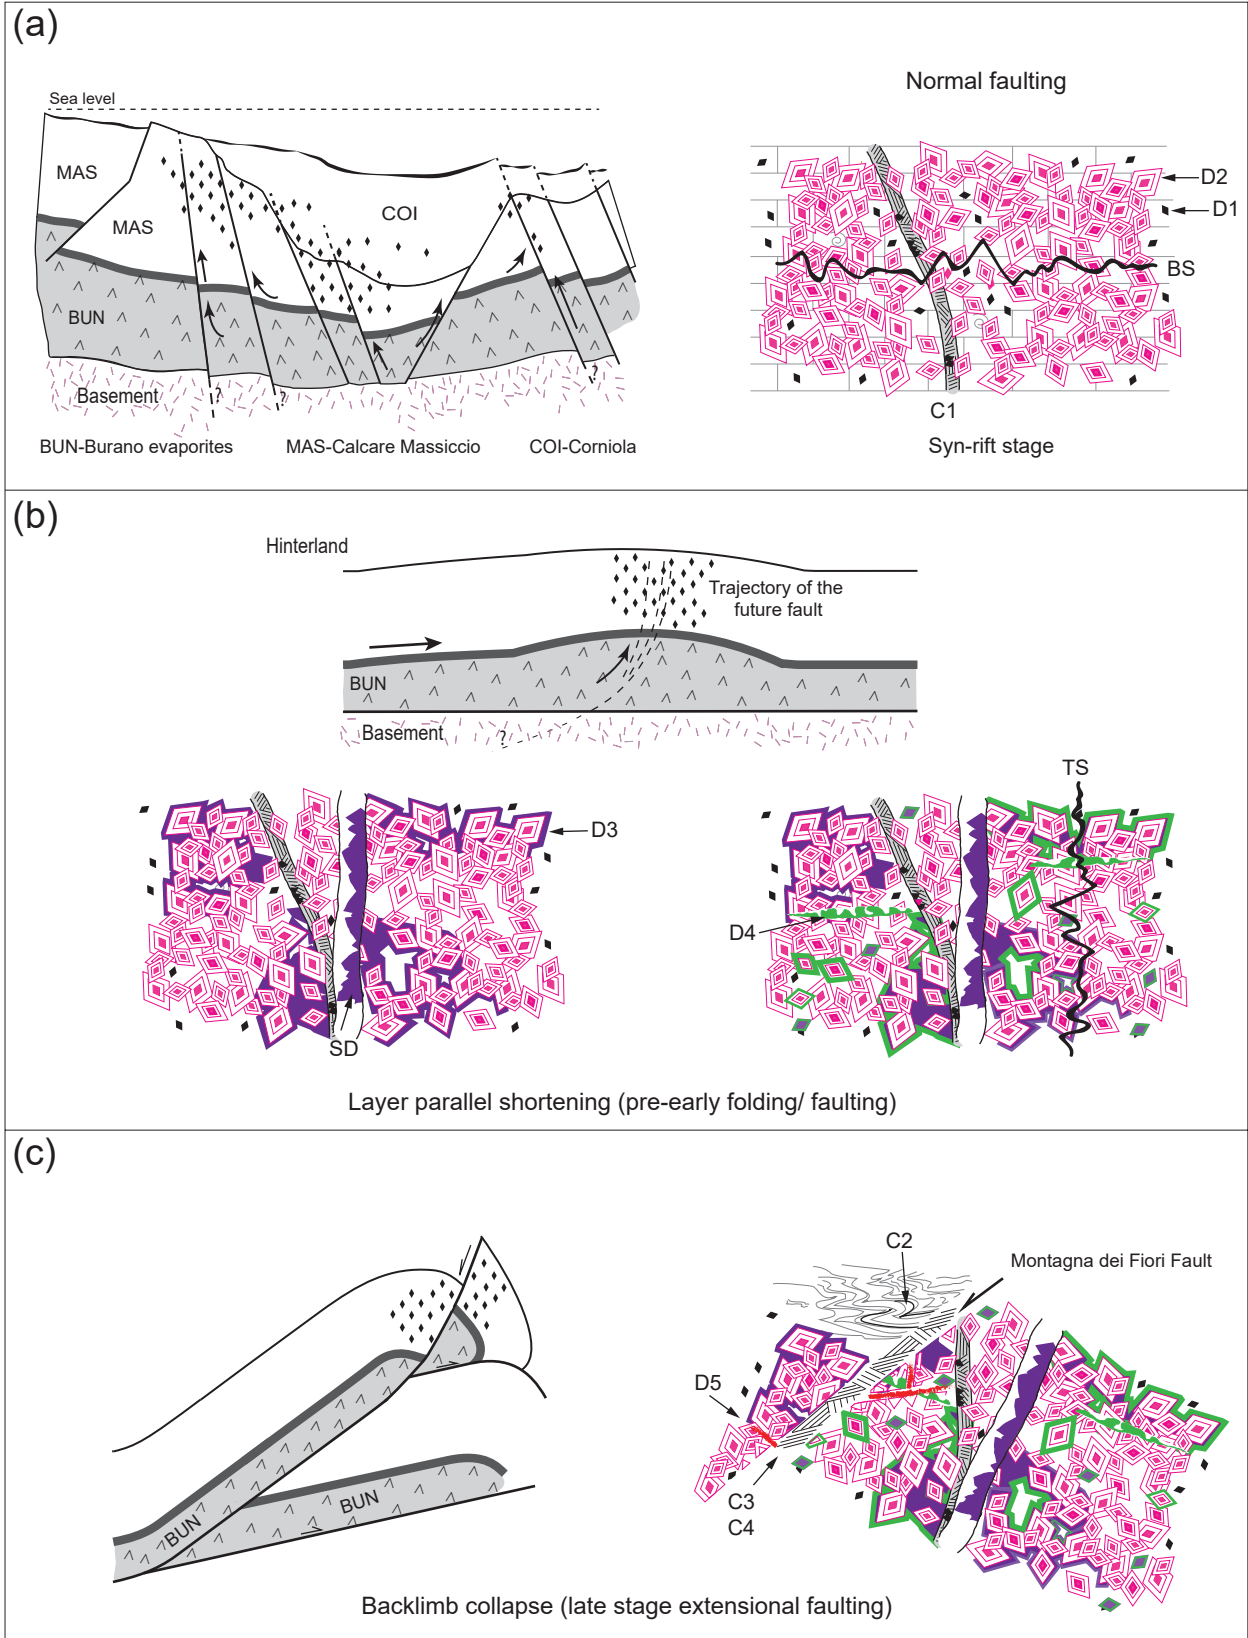 (a)
Sea level
Normal faulting
MAS
MAS
COI
BUN
Basement
?
?
?
D2
D1
BS
C1
BUN-Burano evaporites
MAS-Calcare Massiccio
COI-Corniola
Syn-rift stage
(b)
Hinterland
Trajectory of the
future fault
BUN
Basement
?
TS
D3
D4
SD
Layer parallel shortening (pre-early folding/ faulting)
(c)
C2
Montagna dei Fiori Fault
D5
C3
C4
BUN
BUN
Backlimb collapse (late stage extensional faulting)